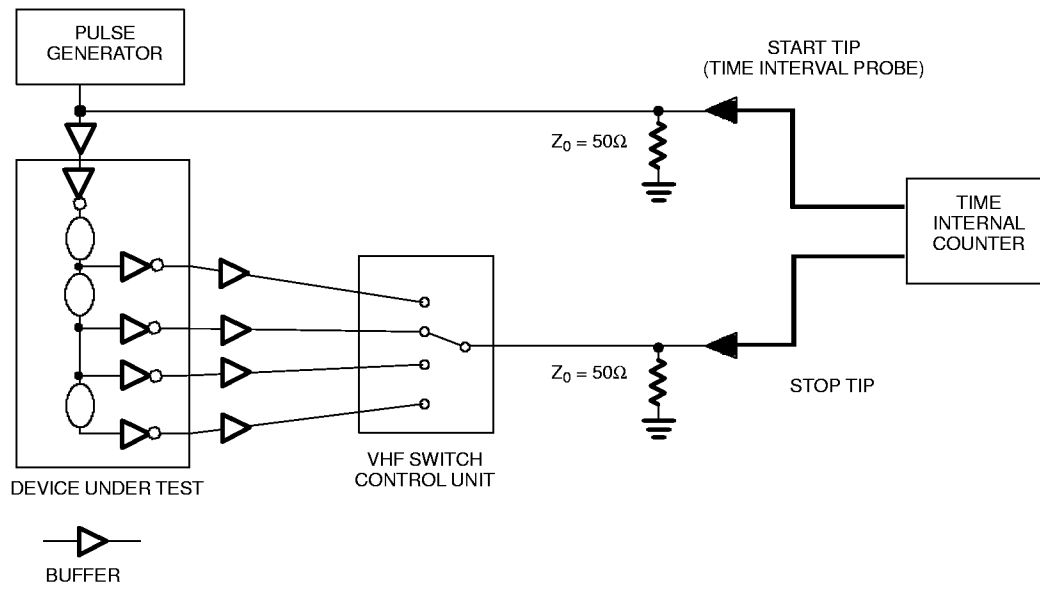 PULSE
GENERATOR
START TIP
(TIME INTERVAL PROBE)
Z₀ = 50Ω
TIME
INTERNAL
COUNTER
Z₀ = 50Ω
STOP TIP
VHF SWITCH
CONTROL UNIT
DEVICE UNDER TEST
BUFFER